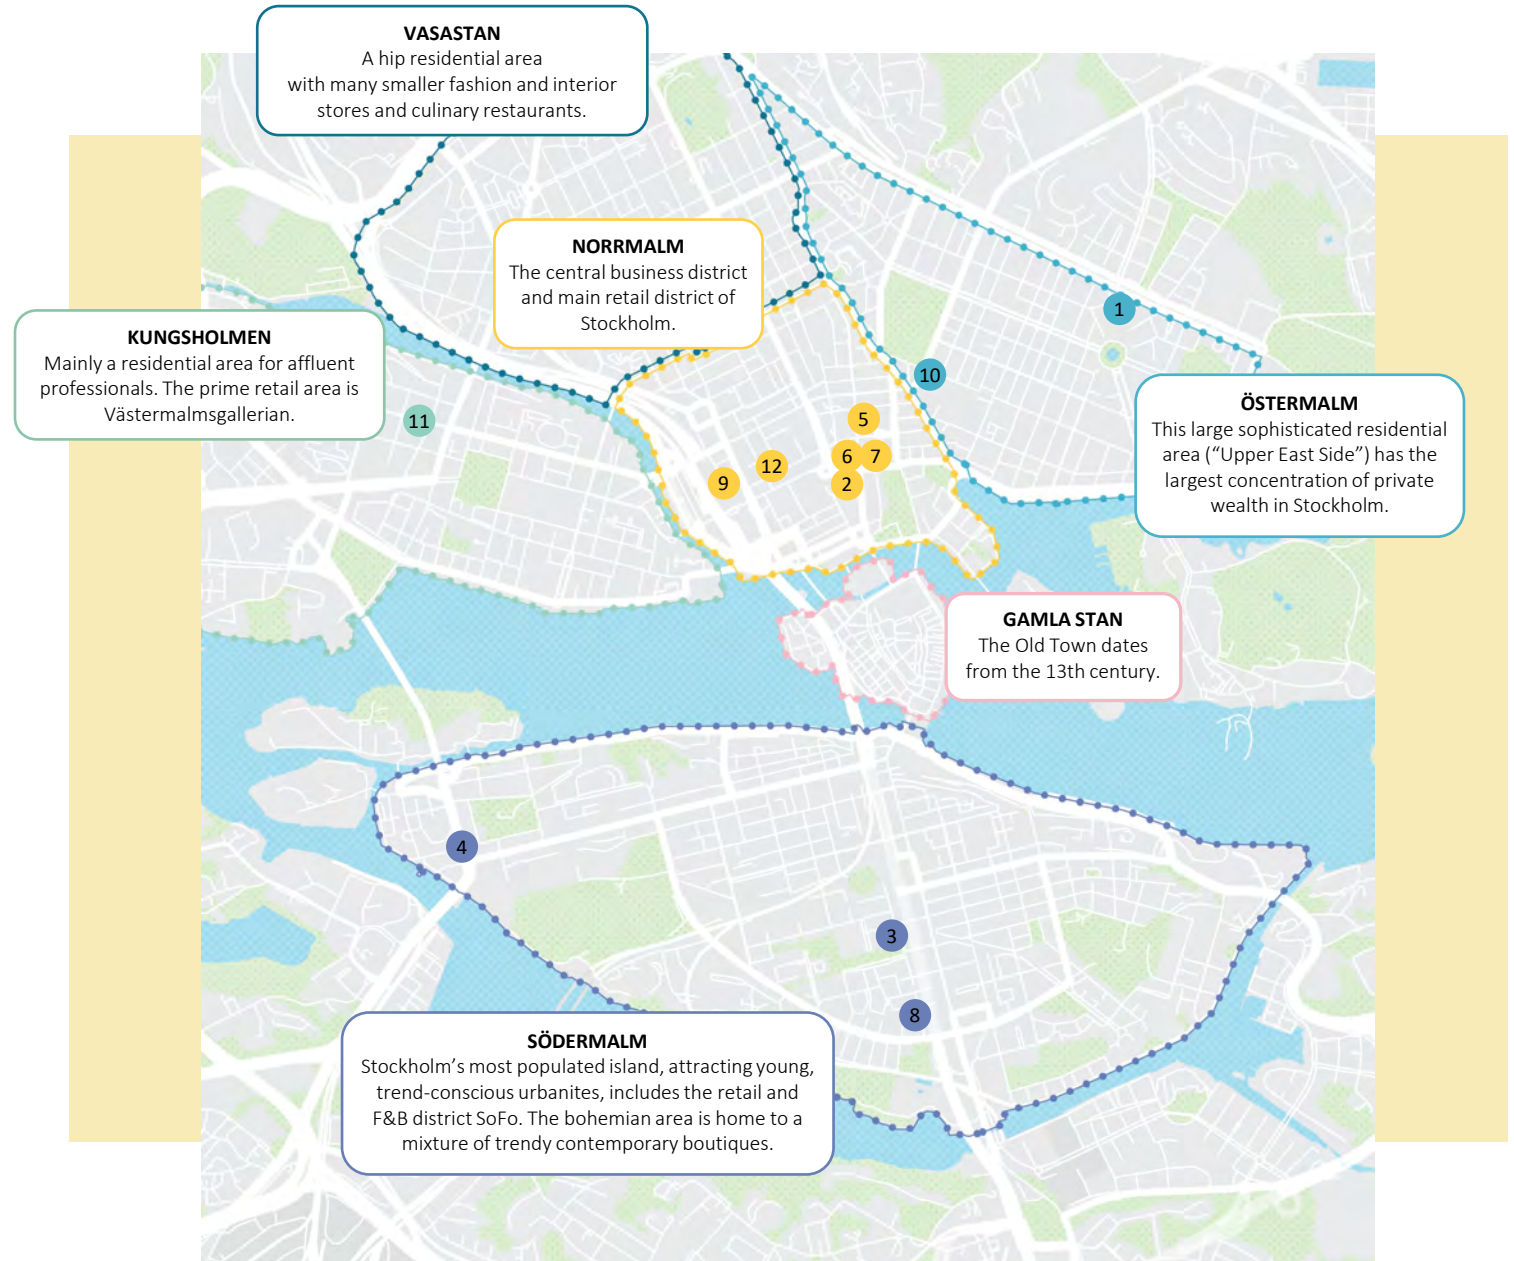 VASASTAN
A hip residential area
with many smaller fashion and interior
stores and culinary restaurants.
NORRMALM
The central business district
and main retail district of
Stockholm.
KUNGSHOLMEN
Mainly a residential area for affluent
professionals. The prime retail area is
Västermalmsgallerian.
1
10
11
5
6
7
12
9
2
ÖSTERMALM
This large sophisticated residential
area (“Upper East Side”) has the
largest concentration of private
wealth in Stockholm.
GAMLA STAN
The Old Town dates
from the 13th century.
4
3
8
SÖDERMALM
Stockholm’s most populated island, attracting young,
trend-conscious urbanites, includes the retail and
F&B district SoFo. The bohemian area is home to a
mixture of trendy contemporary boutiques.